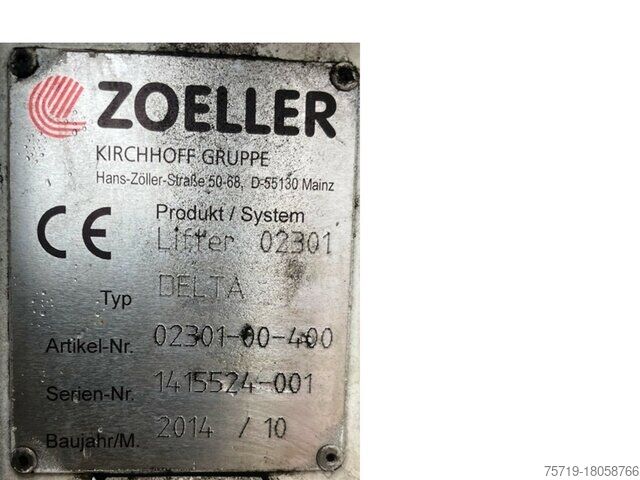 ZOELLER
KIRCHHOFF GRUPPE
Hans-Zöller-Straße 50-68, D-55130 Mainz
CE
Produkt / System
Lifter 02301
Typ DELTA
Artikel-Nr. 02301-00-400
Serien-Nr. 1415524-001
Baujahr/M. 2014 / 10
75719-18058766